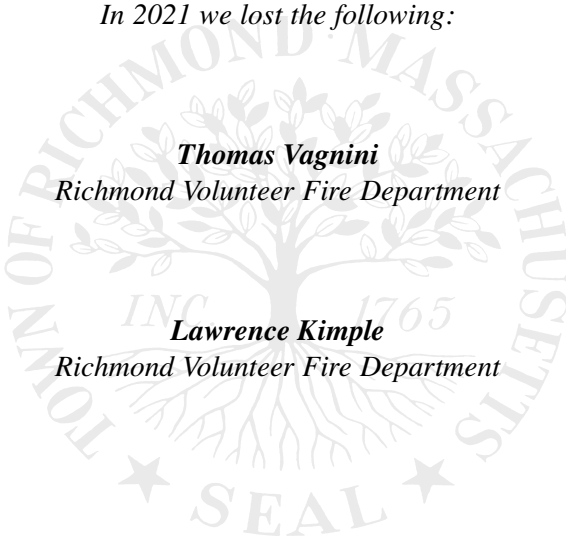 In 2021 we lost the following:
Thomas Vagnini
Richmond Volunteer Fire Department
Lawrence Kimple
Richmond Volunteer Fire Department
TOWN OF RICHMOND · MASSACHUSETTS
INC 1765
★ SEAL ★